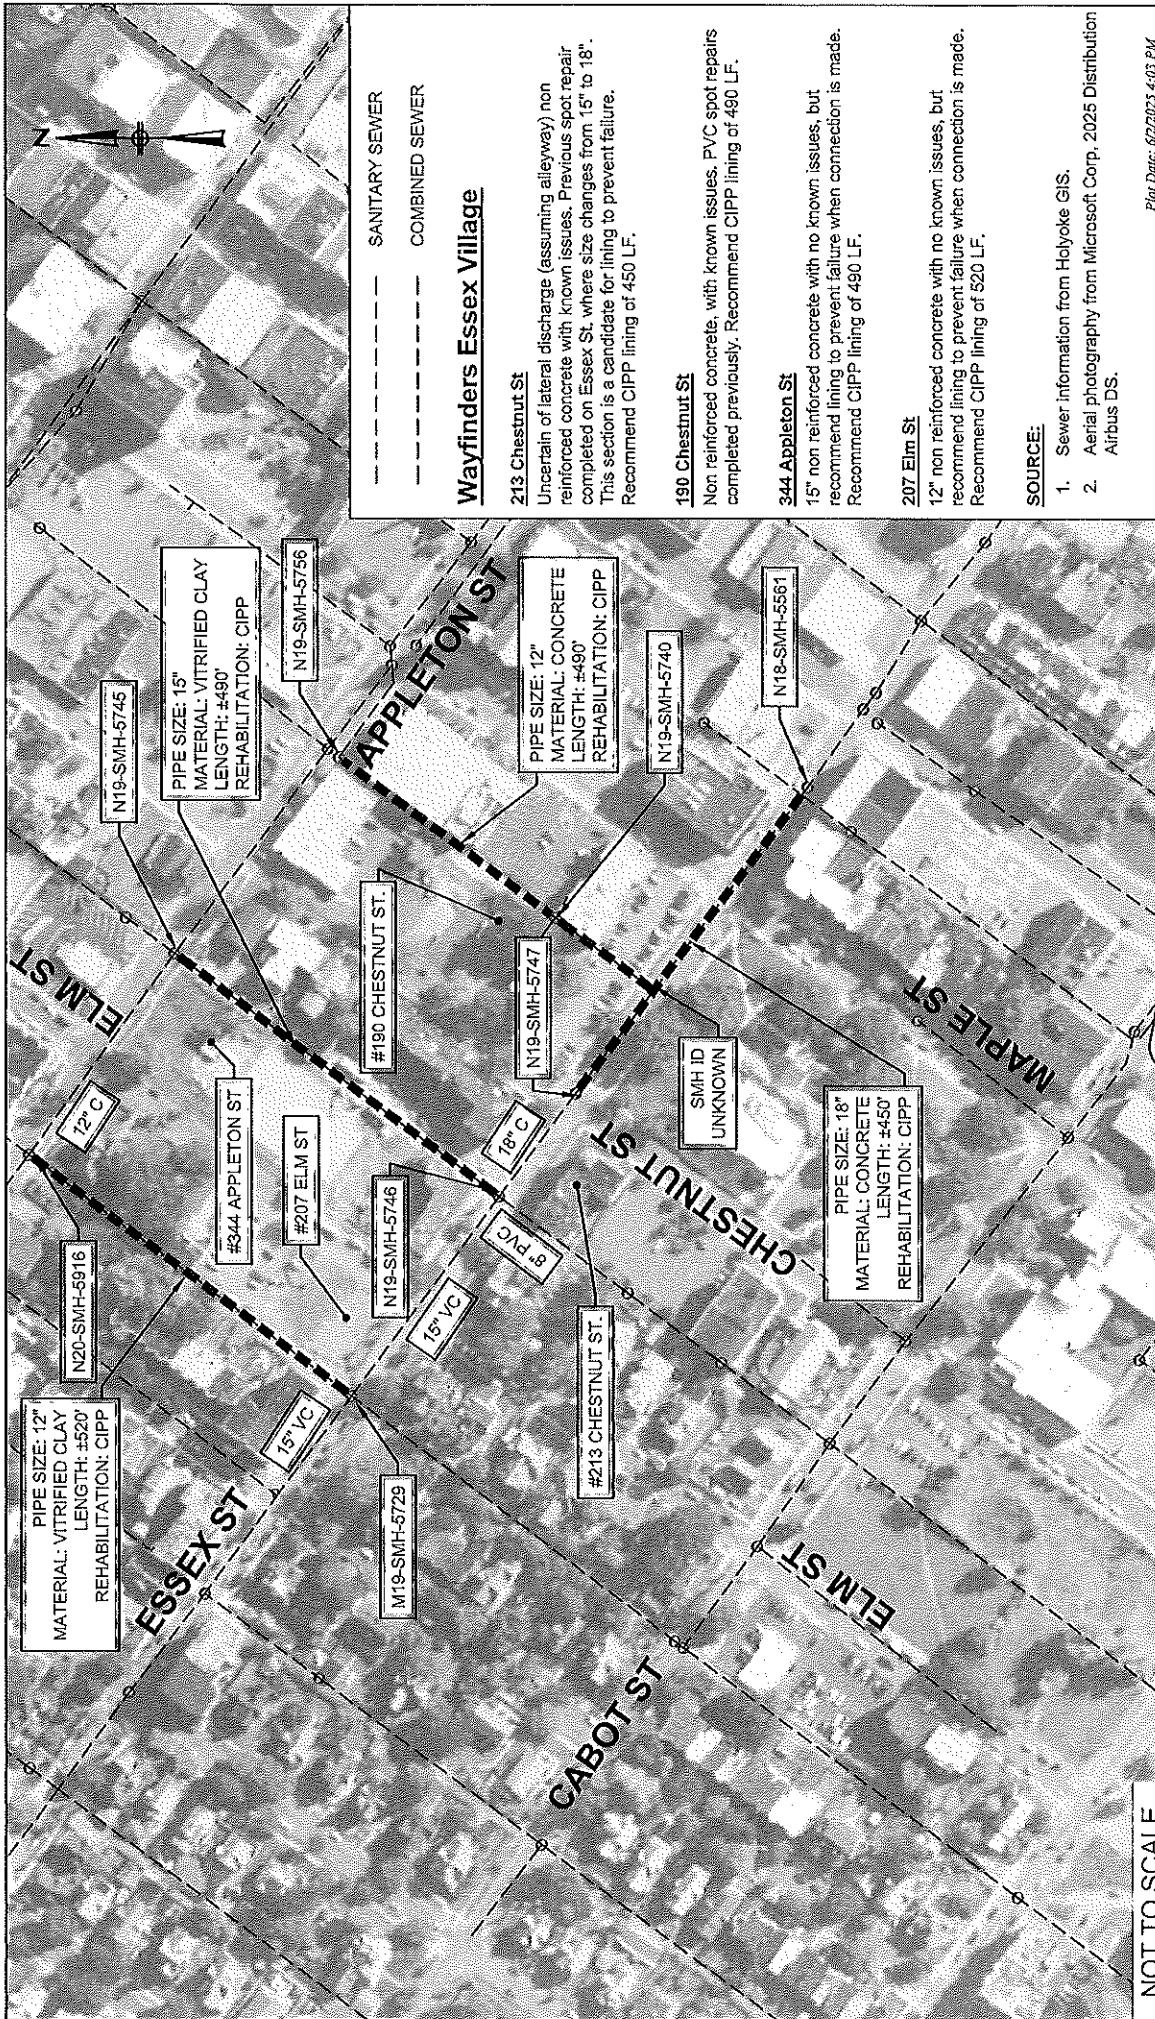 Z
SANITARY SEWER
COMBINED SEWER
Wayfinders Essex Village
213 Chestnut St
Uncertain of lateral discharge (assuming alleyway) non
reinforced concrete with known issues. Previous spot repair
completed on Essex St, where size changes from 15" to 18".
This section is a candidate for lining to prevent failure.
Recommend CIPP lining of 450 LF.
190 Chestnut St
Non reinforced concrete, with known issues, PVC spot repairs
completed previously. Recommend CIPP lining of 490 LF.
344 Appleton St
15" non reinforced concrete with no known issues, but
recommend lining to prevent failure when connection is made.
Recommend CIPP lining of 490 LF.
207 Elm St
12" non reinforced concrete with no known issues, but
recommend lining to prevent failure when connection is made.
Recommend CIPP lining of 520 LF.
SOURCE:
1. Sewer information from Holyoke GIS.
2. Aerial photography from Microsoft Corp, 2025 Distribution
Airbus DS.
Plot Date: 6/2/2025 4:03 PM
PIPE SIZE: 12"
MATERIAL: VITRIFIED CLAY
LENGTH: ±520'
REHABILITATION: CIPP
N20-SMH-5916
12" C
ELM ST
N19-SMH-5745
PIPE SIZE: 15"
MATERIAL: VITRIFIED CLAY
LENGTH: ±490'
REHABILITATION: CIPP
N19-SMH-5756
APPLETON ST
ESSEX ST
15" VC
#207 ELM ST
#344 APPLETON ST
#190 CHESTNUT ST.
M19-SMH-5729
15" VC
N19-SMH-5746
8" PVC
18" C
N19-SMH-5747
PIPE SIZE: 12"
MATERIAL: CONCRETE
LENGTH: ±490'
REHABILITATION: CIPP
N19-SMH-5740
#213 CHESTNUT ST.
CHESTNUT ST
SMH ID
UNKNOWN
N18-SMH-5561
CABOT ST
ELM ST
PIPE SIZE: 18"
MATERIAL: CONCRETE
LENGTH: ±450'
REHABILITATION: CIPP
MAPLE ST
NOT TO SCALE